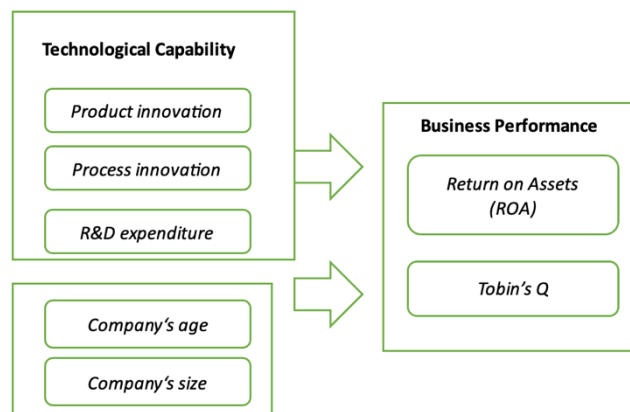 Technological Capability
Product innovation
Process innovation
R&D expenditure
Company's age
Company's size
Business Performance
Return on Assets
(ROA)
Tobin's Q